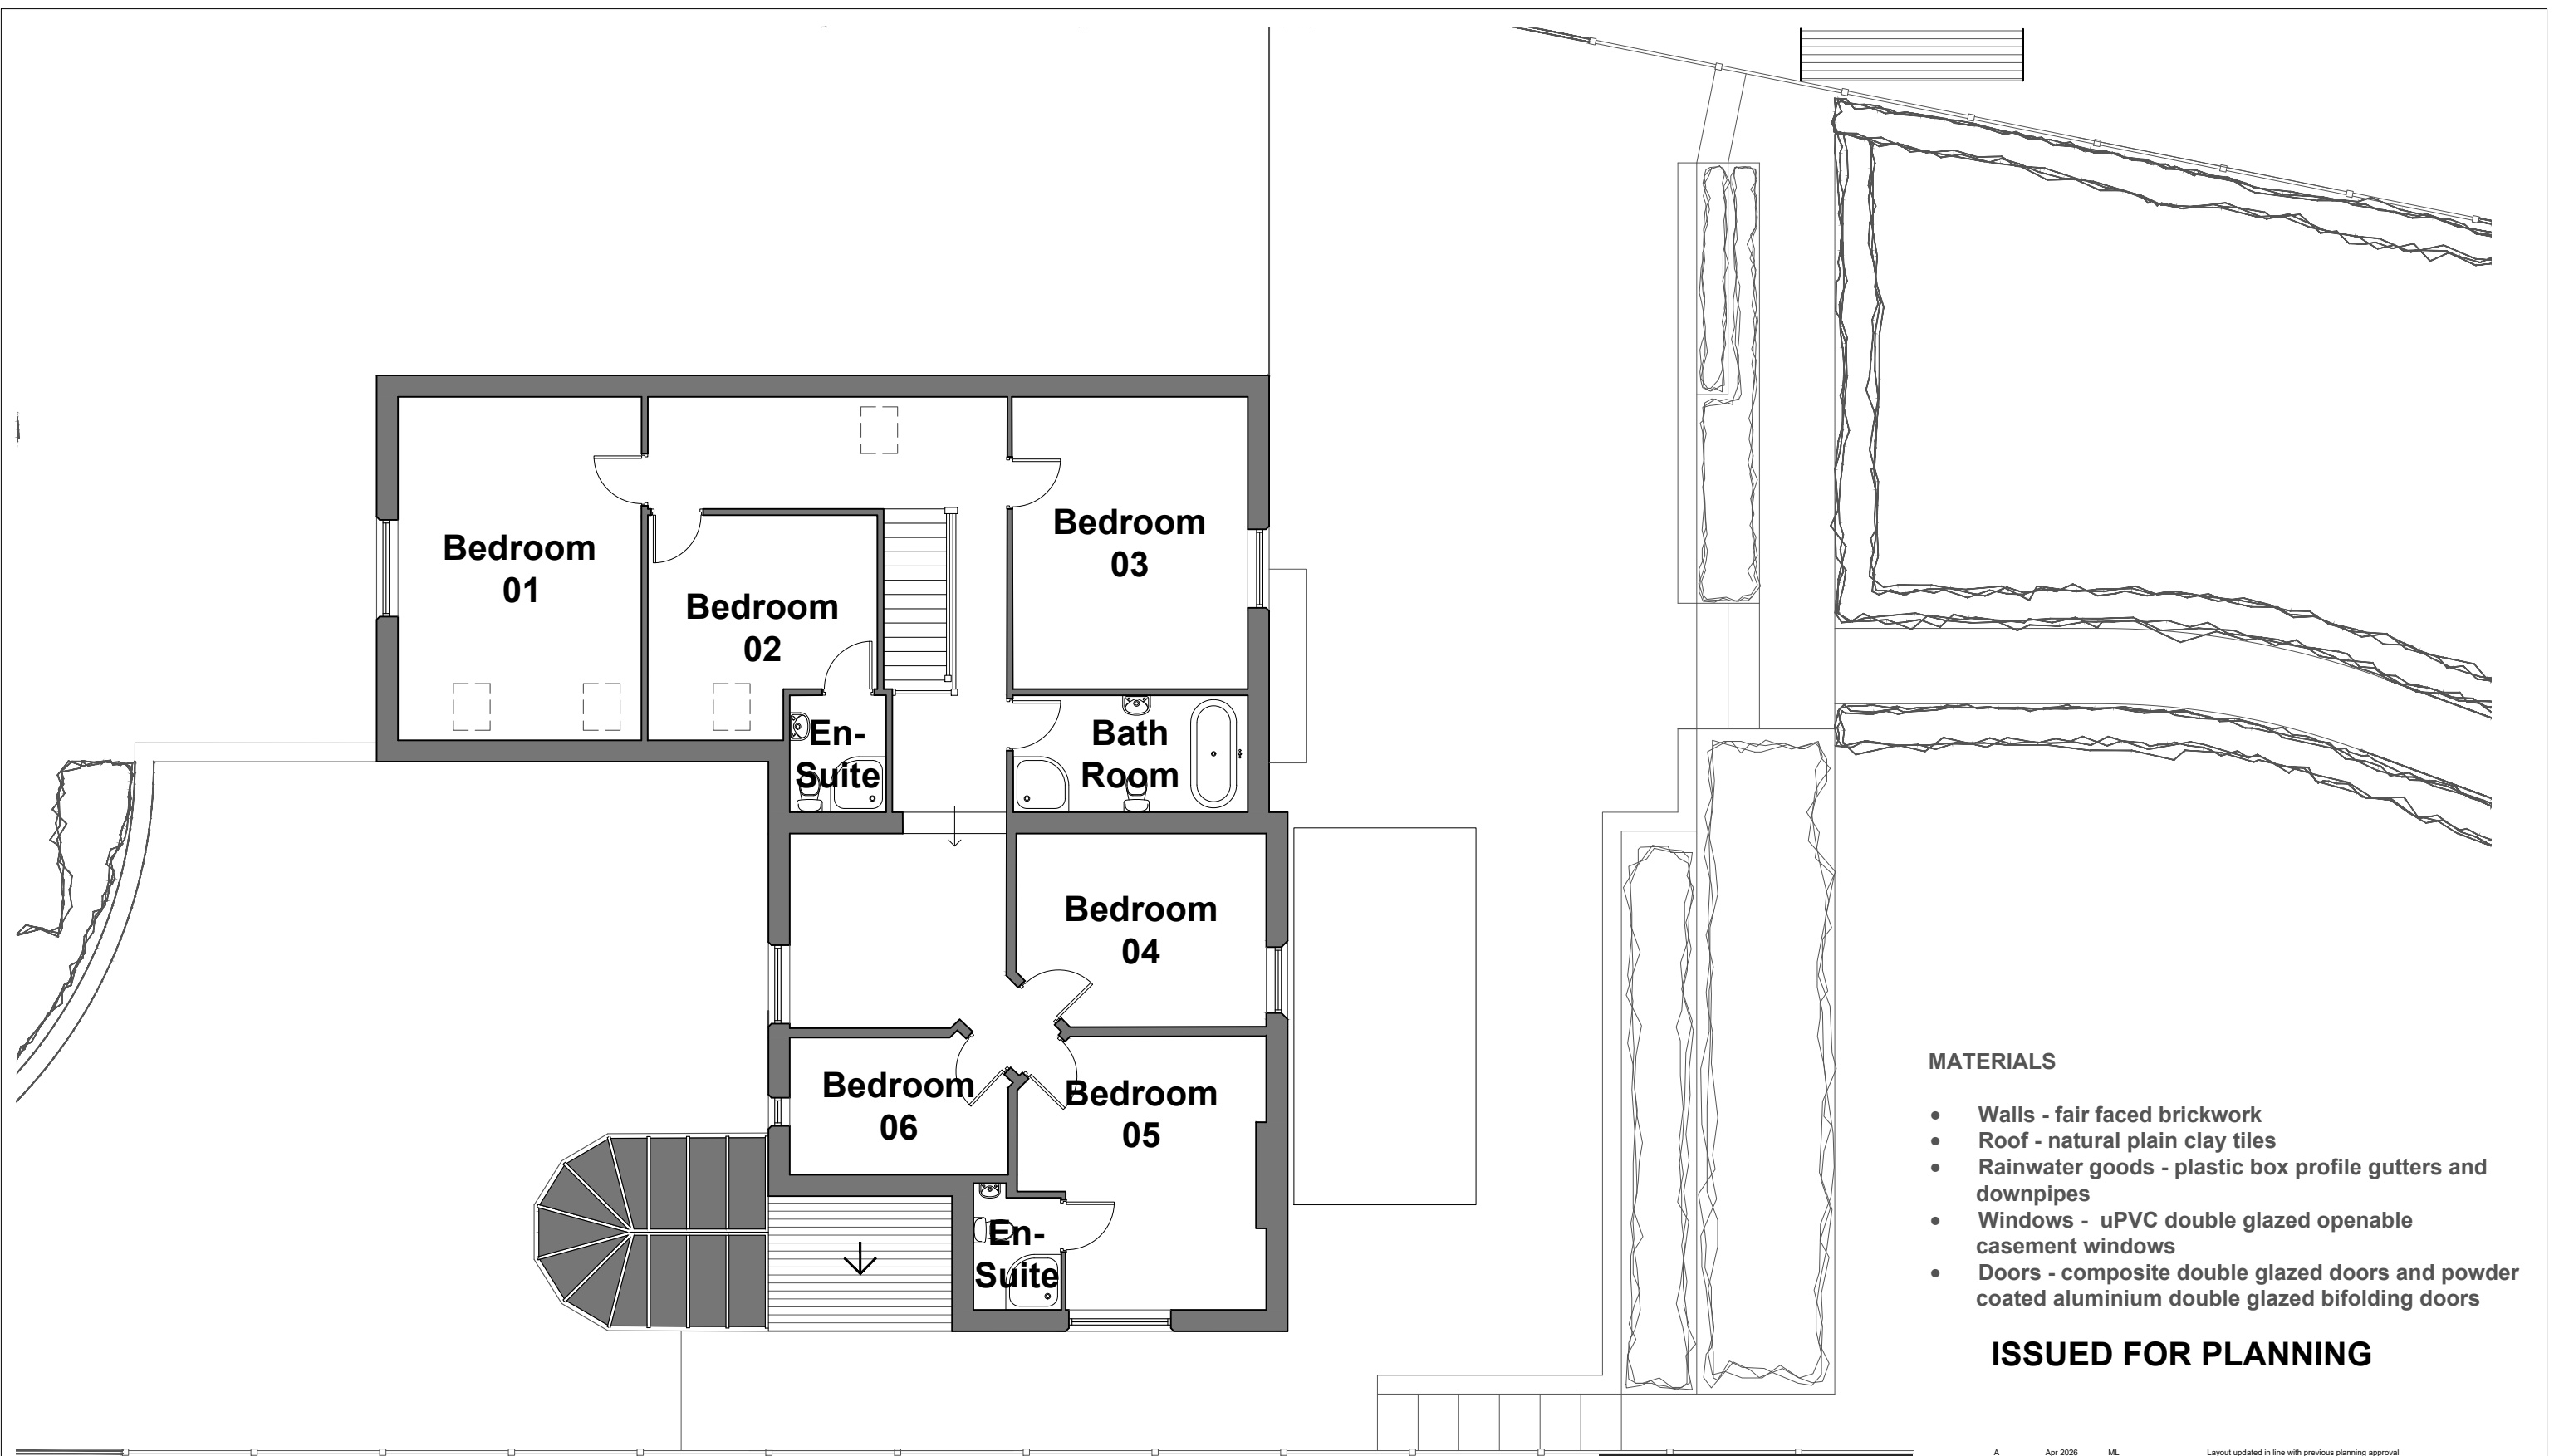 Bedroom
01
Bedroom
02
Bedroom
03
En-
Suite
Bath
Room
Bedroom
04
Bedroom
06
Bedroom
05
En-
Suite
MATERIALS
• Walls - fair faced brickwork
• Roof - natural plain clay tiles
• Rainwater goods - plastic box profile gutters and
downpipes
• Windows - uPVC double glazed openable
casement windows
• Doors - composite double glazed doors and powder
coated aluminium double glazed bifolding doors
ISSUED FOR PLANNING
A Apr 2026 ML Layout updated in line with previous planning approval